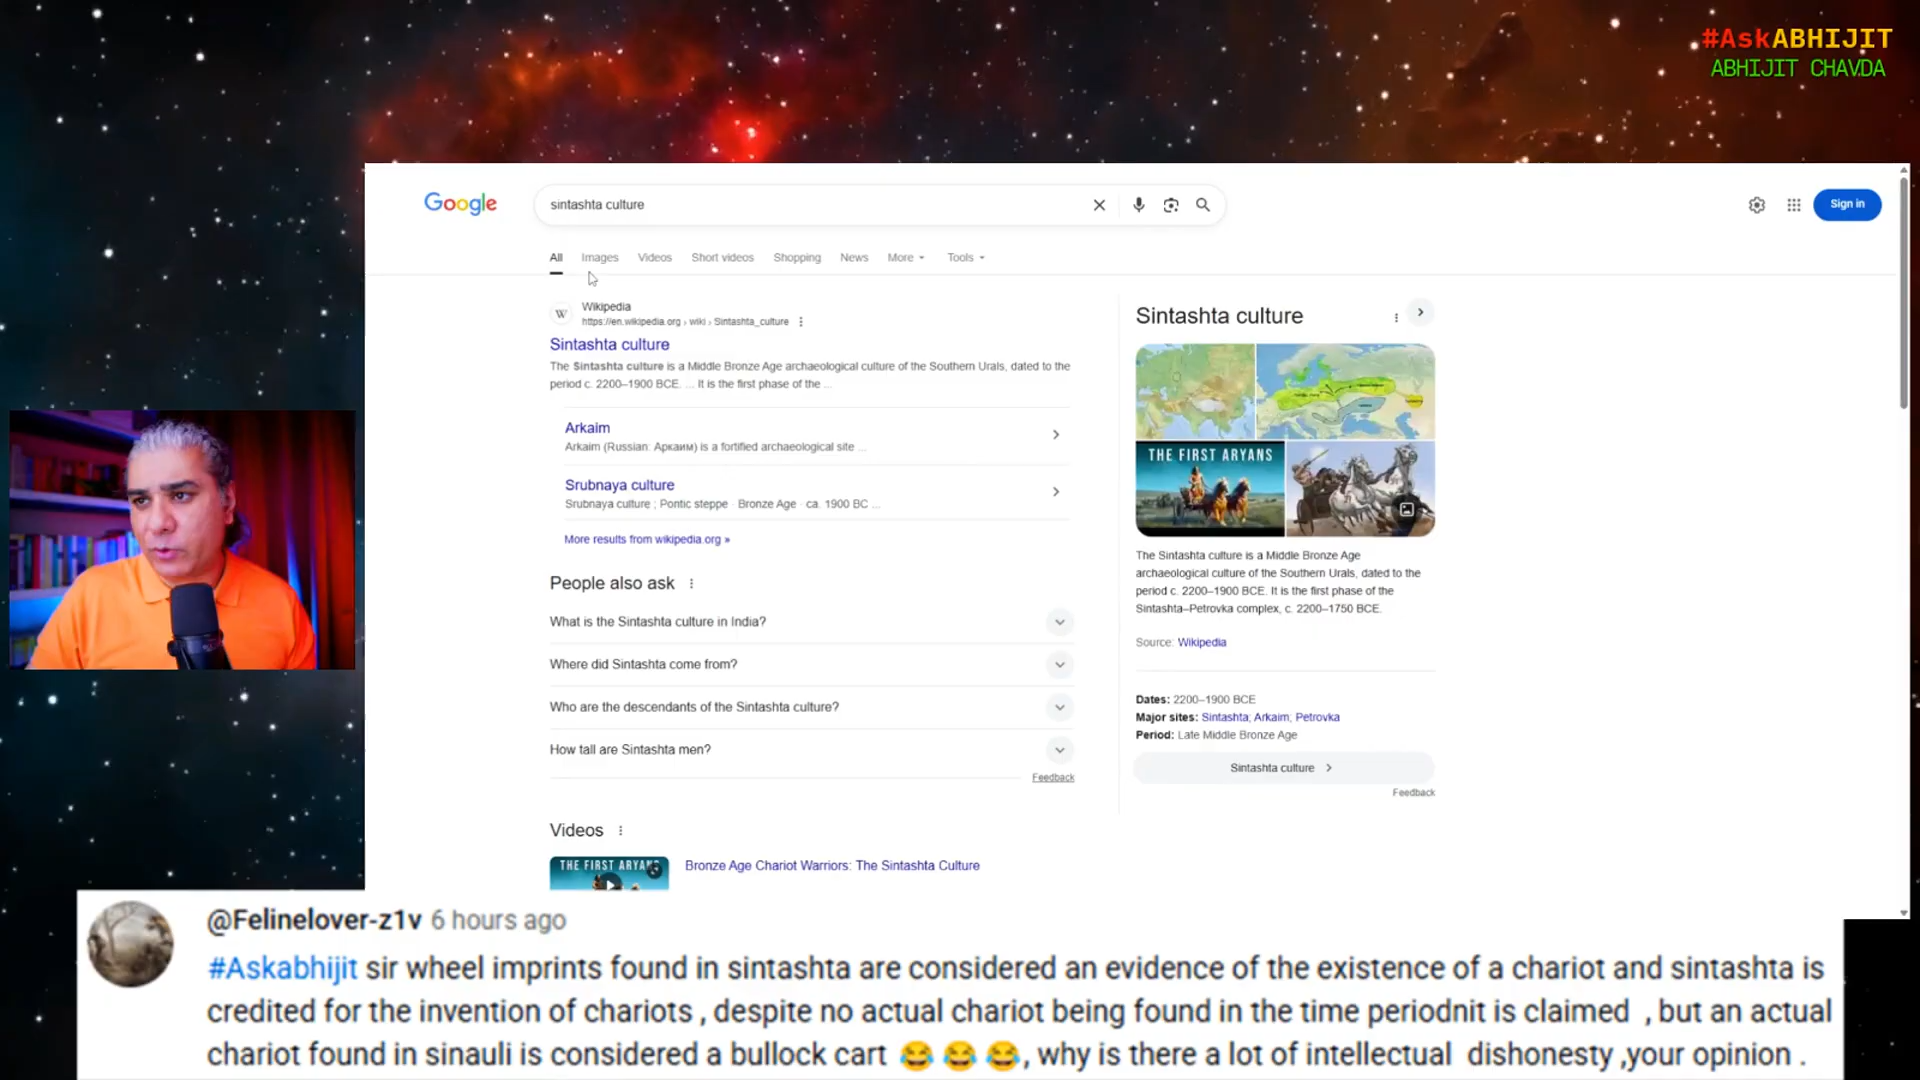 #AskABHIJIT
ABHIJIT CHAVDA
Google
sintashta culture
Sign in
All Images Videos Short videos Shopping News More Tools
W
Wikipedia
https://en.wikipedia.org › wiki › Sintashta_culture
Sintashta culture
The Sintashta culture is a Middle Bronze Age archaeological culture of the Southern Urals, dated to the
period c. 2200–1900 BCE. ... It is the first phase of the ...
Arkaim
Arkaim (Russian: Аркаим) is a fortified archaeological site ...
Srubnaya culture
Srubnaya culture ; Pontic steppe · Bronze Age · ca. 1900 BC ...
More results from wikipedia.org »
People also ask
What is the Sintashta culture in India?
Where did Sintashta come from?
Who are the descendants of the Sintashta culture?
How tall are Sintashta men?
Feedback
Videos
THE FIRST ARYANS
Bronze Age Chariot Warriors: The Sintashta Culture
Sintashta culture
THE FIRST ARYANS
The Sintashta culture is a Middle Bronze Age
archaeological culture of the Southern Urals, dated to the
period c. 2200–1900 BCE. It is the first phase of the
Sintashta–Petrovka complex, c. 2200–1750 BCE.
Source: Wikipedia
Dates: 2200–1900 BCE
Major sites: Sintashta; Arkaim; Petrovka
Period: Late Middle Bronze Age
Sintashta culture
Feedback
@Felinelover-z1v 6 hours ago
#Askabhijit sir wheel imprints found in sintashta are considered an evidence of the existence of a chariot and sintashta is
credited for the invention of chariots , despite no actual chariot being found in the time periodnit is claimed , but an actual
chariot found in sinauli is considered a bullock cart 😂 😂 😂, why is there a lot of intellectual dishonesty ,your opinion .